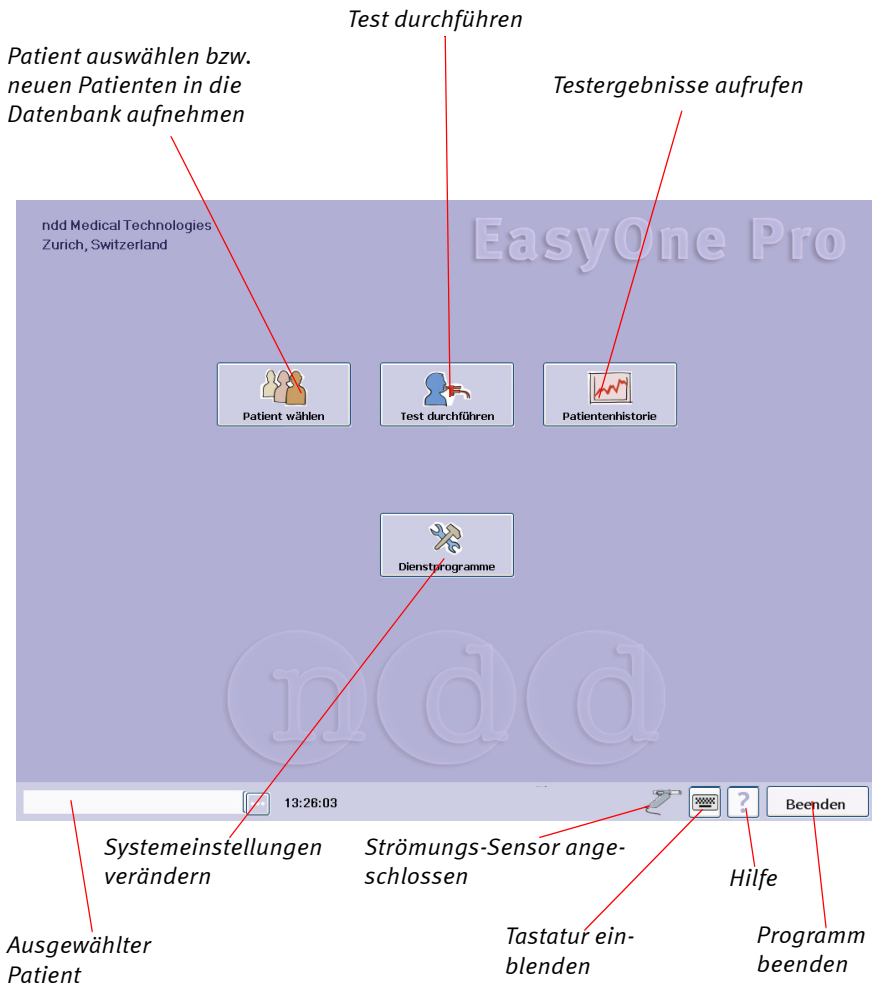 Test durchführen
Patient auswählen bzw.
neuen Patienten in die
Datenbank aufnehmen
Testergebnisse aufrufen
ndd Medical Technologies
Zurich, Switzerland
EasyOne Pro
Patient wählen
Test durchführen
Patientenhistorie
Dienstprogramme
ndd
13:26:03
?
Beenden
Systemeinstellungen
verändern
Strömungs-Sensor ange-
schlossen
Hilfe
Ausgewählter
Patient
Tastatur ein-
blenden
Programm
beenden